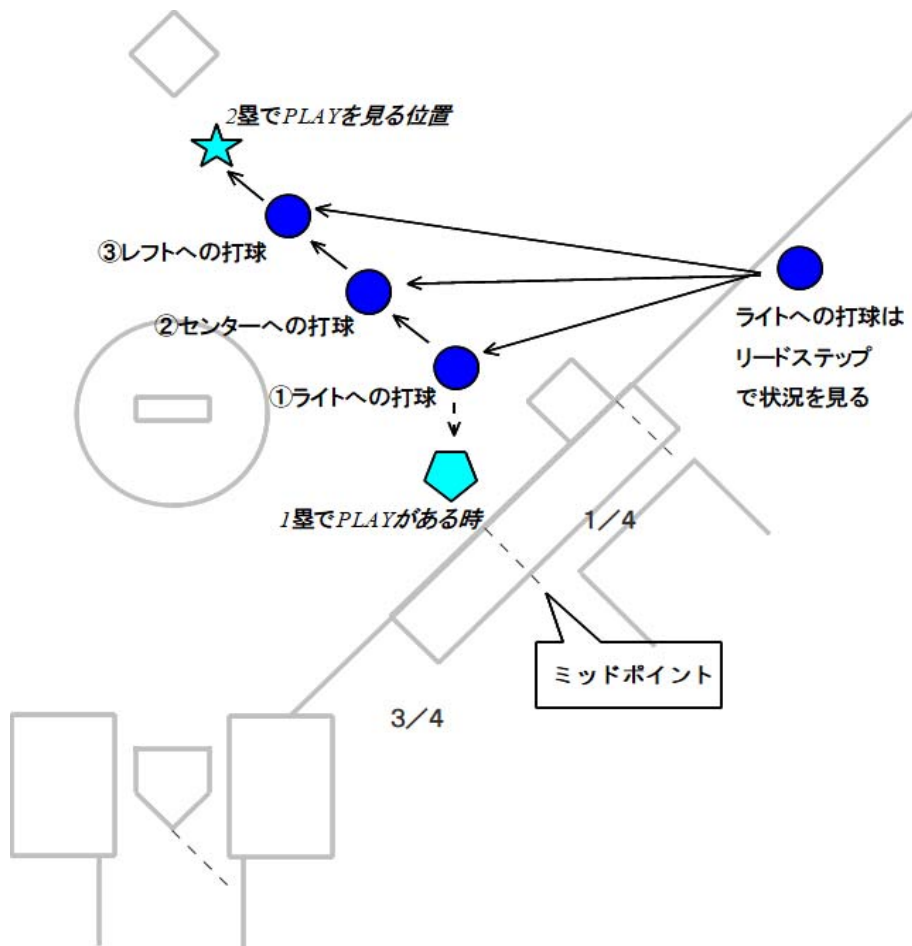 2塁でPLAYを見る位置
③レフトへの打球
②センターへの打球
①ライトへの打球
ライトへの打球は
リードステップ
で状況を見る
1塁でPLAYがある時
1/4
ミッドポイント
3/4